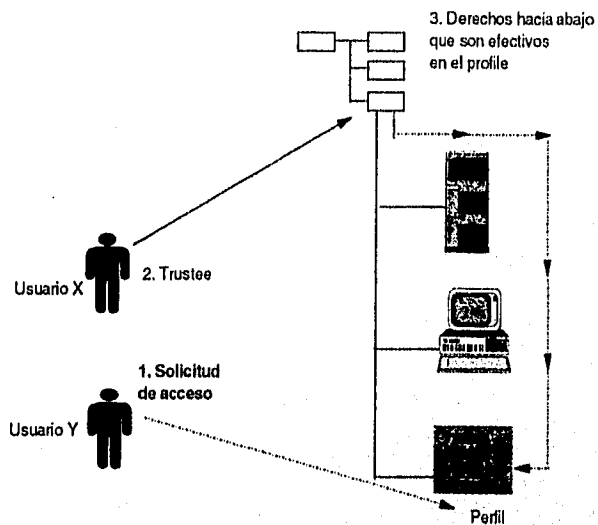 3. Derechos hacia abajo
que son efectivos
en el profile
2. Trustee
Usuario X
1. Solicitud
de acceso
Usuario Y
Perfil